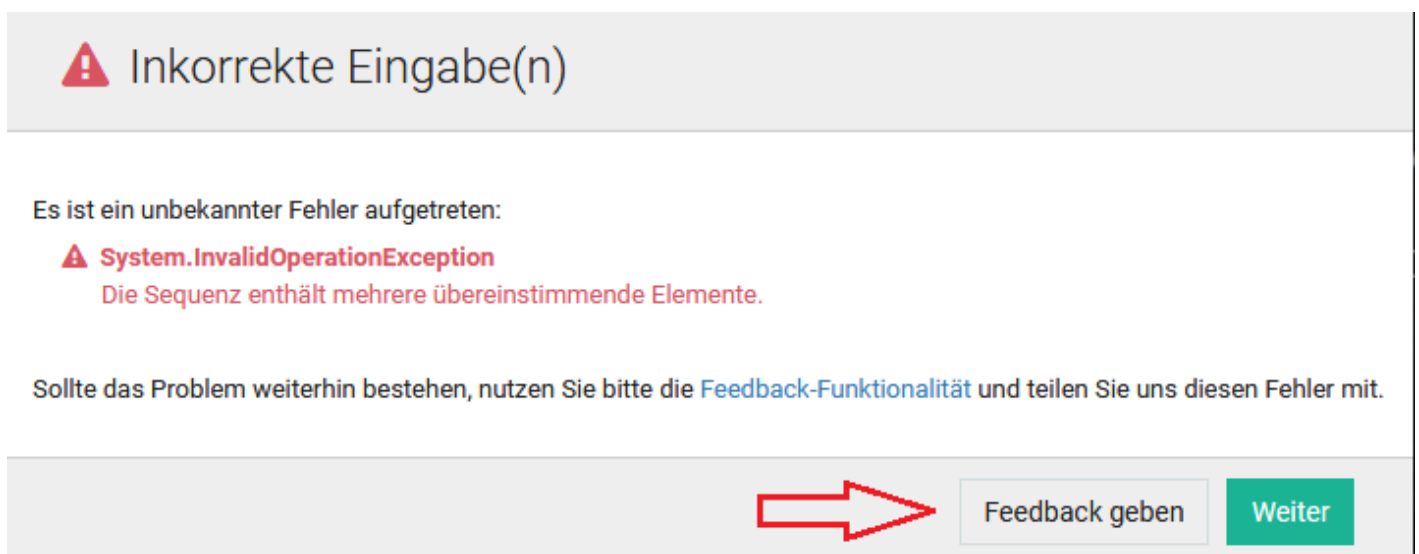 Inkorrekte Eingabe(n)
Es ist ein unbekannter Fehler aufgetreten:
System.InvalidOperationException
Die Sequenz enthält mehrere übereinstimmende Elemente.
Sollte das Problem weiterhin bestehen, nutzen Sie bitte die Feedback-Funktionalität und teilen Sie uns diesen Fehler mit.
Feedback geben
Weiter